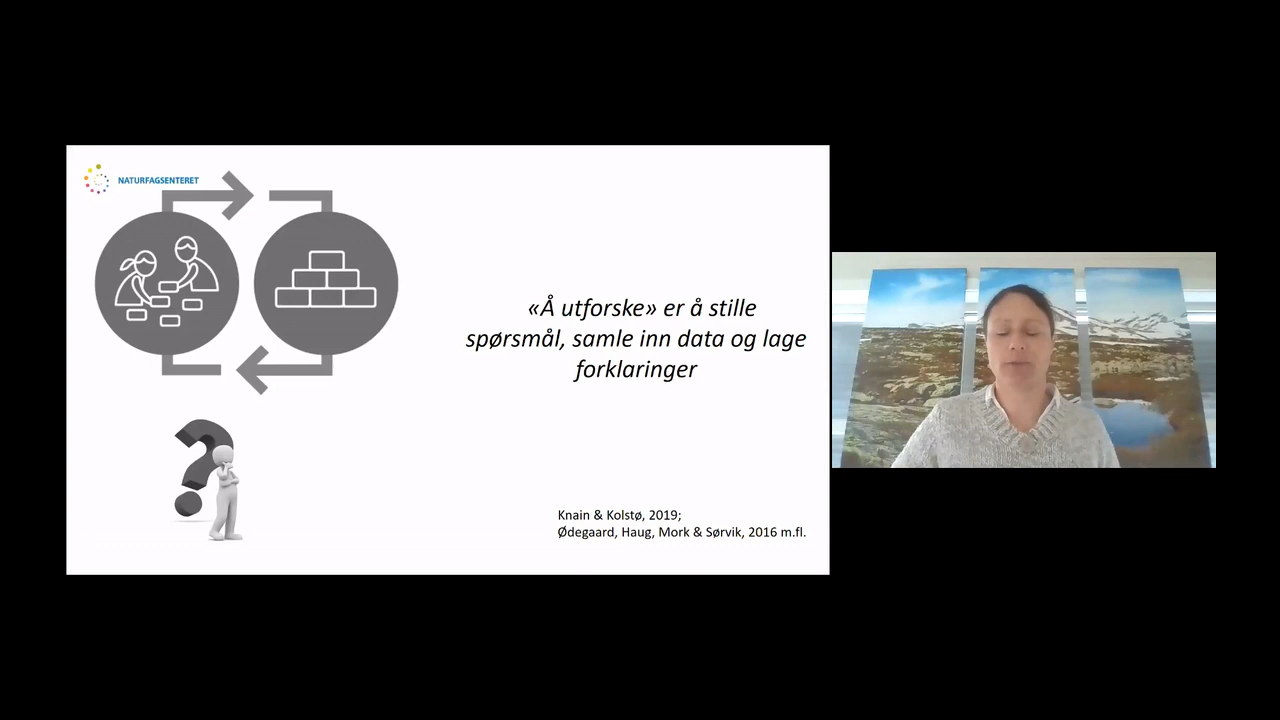 NATURFAGSENTERET
«Å utforske» er å stille
spørsmål, samle inn data og lage
forklaringer
Knain & Kolstø, 2019;
Ødegaard, Haug, Mork & Sørvik, 2016 m.fl.